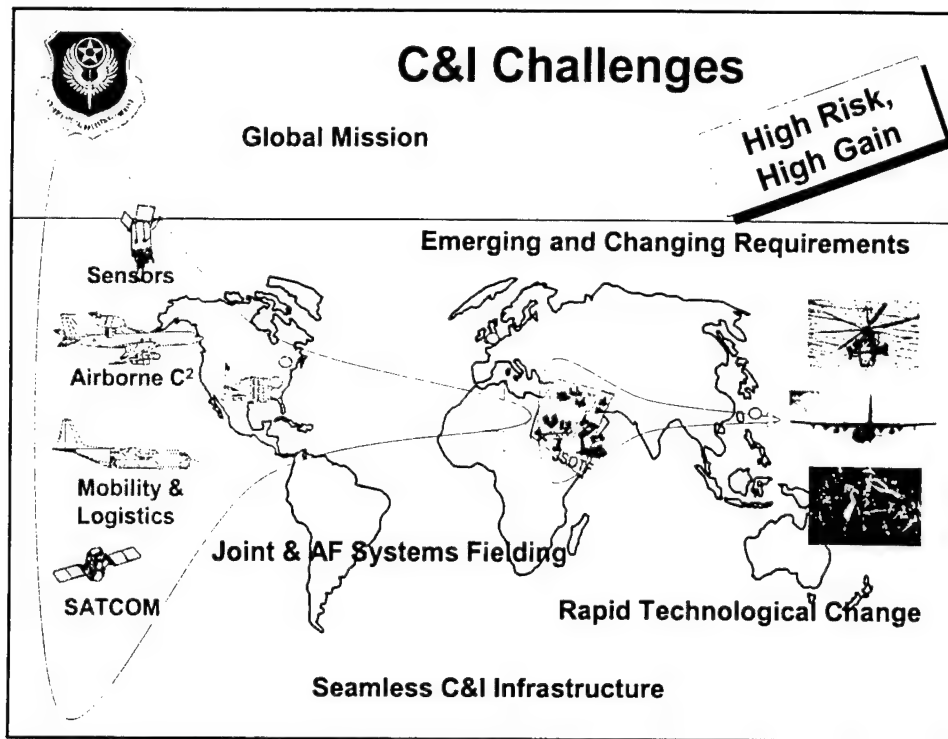 C&I Challenges
High Risk,
High Gain
Global Mission
Emerging and Changing Requirements
Sensors
Airborne C²
Mobility &
Logistics
JSOTF
Joint & AF Systems Fielding
SATCOM
Rapid Technological Change
Seamless C&I Infrastructure